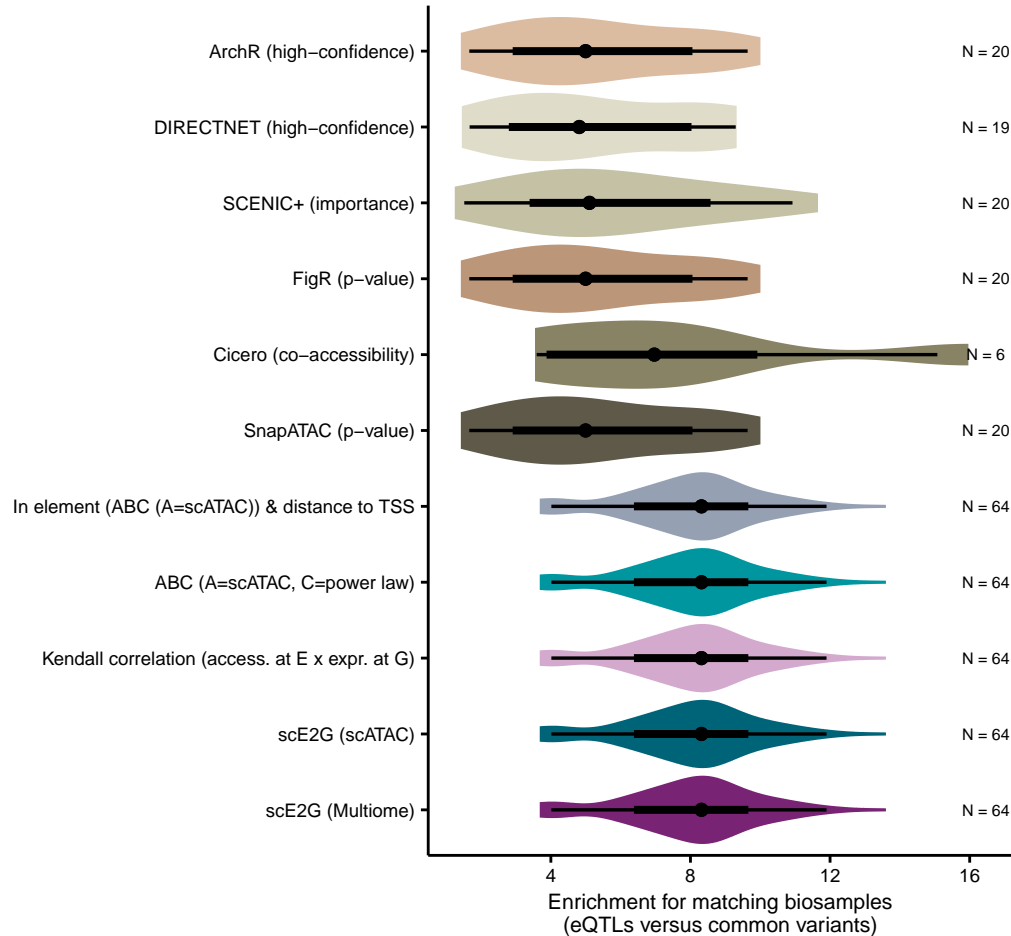 ArchR (high−confidence) N = 20
DIRECTNET (high−confidence) N = 19
SCENIC+ (importance) N = 20
FigR (p−value) N = 20
Cicero (co−accessibility) N = 6
SnapATAC (p−value) N = 20
In element (ABC (A=scATAC)) & distance to TSS N = 64
ABC (A=scATAC, C=power law) N = 64
Kendall correlation (access. at E x expr. at G) N = 64
scE2G (scATAC) N = 64
scE2G (Multiome) N = 64
4 8 12 16
Enrichment for matching biosamples
(eQTLs versus common variants)